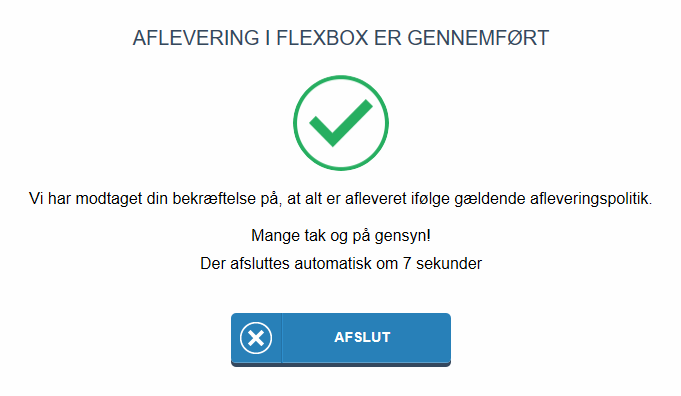 AFLEVERING I FLEXBOX ER GENNEMFØRT
Vi har modtaget din bekræftelse på, at alt er afleveret ifølge gældende afleveringspolitik.
Mange tak og på gensyn!
Der afsluttes automatisk om 7 sekunder
AFSLUT